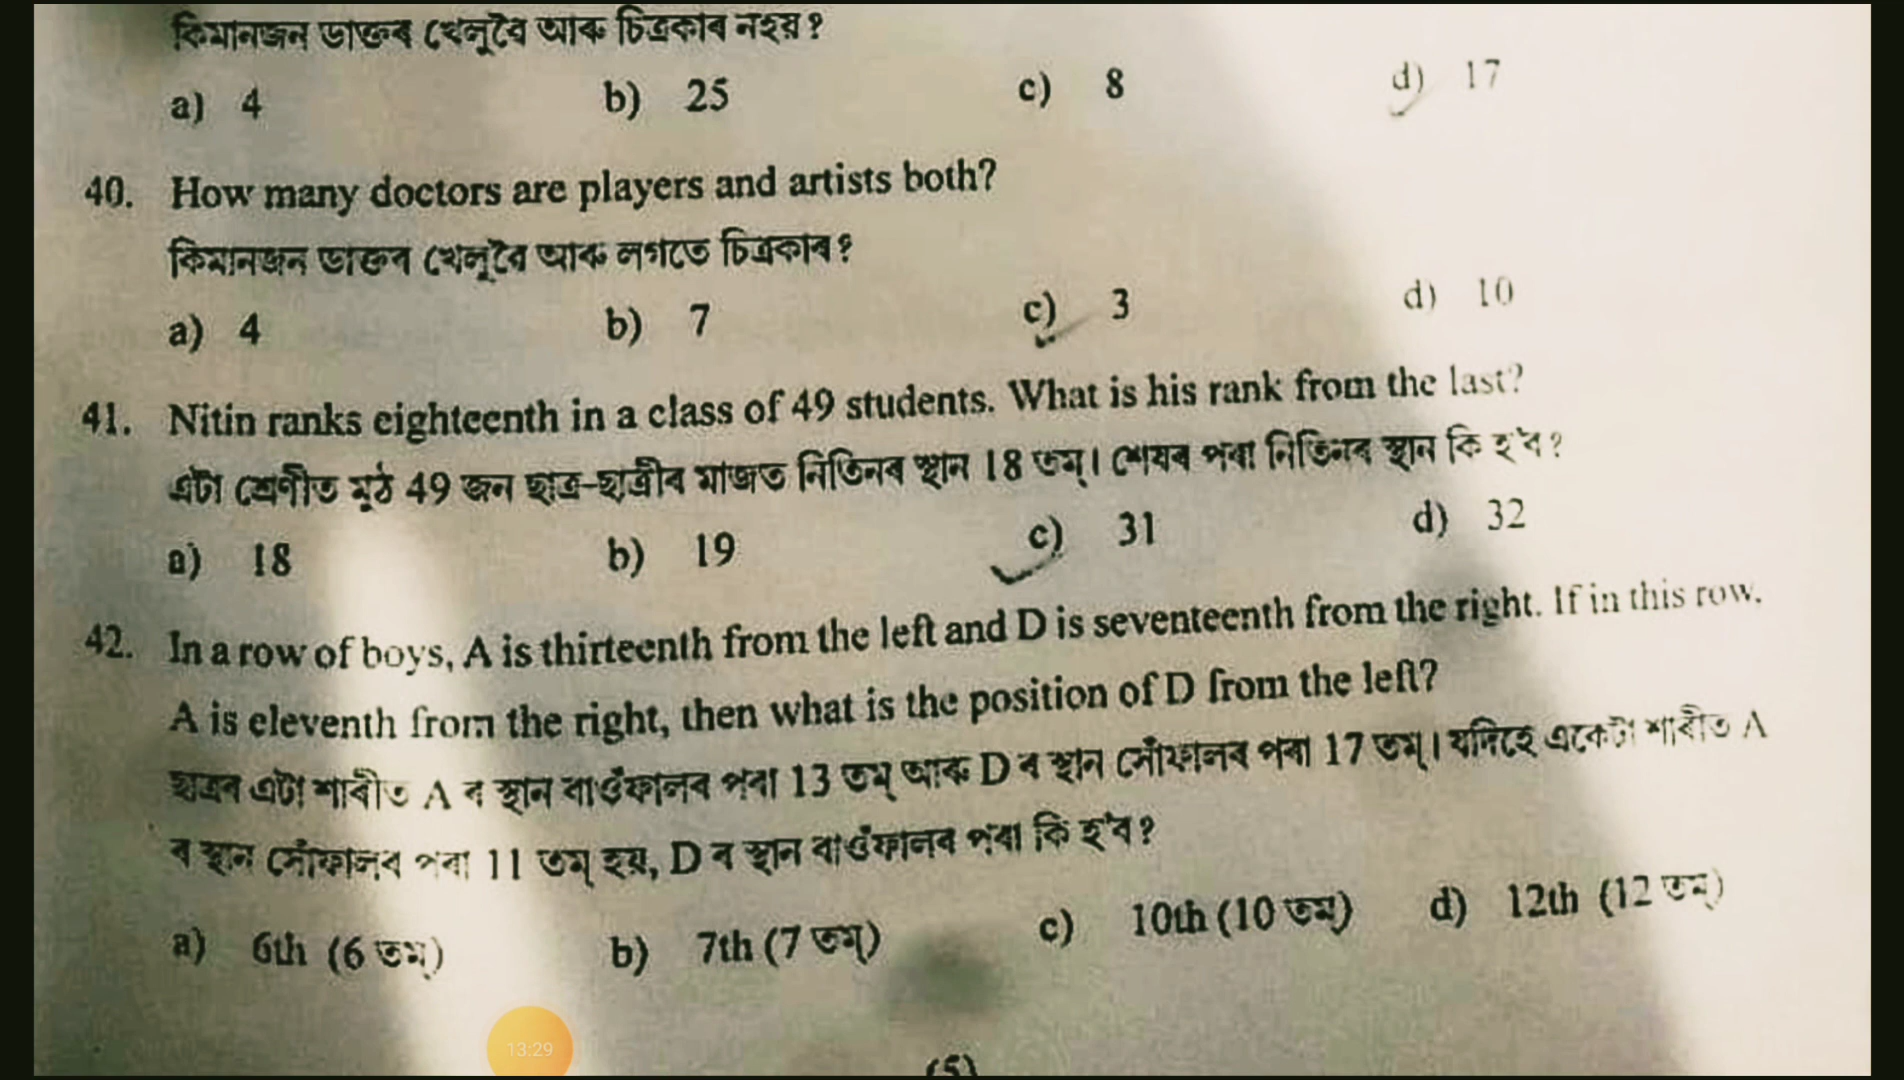 কিমানজন ডাক্তৰ খেলুৱৈ আৰু চিত্ৰকাৰ নহয় ?
a) 4 b) 25 c) 8 d) 17
40. How many doctors are players and artists both?
কিমানজন ডাক্তৰ খেলুৱৈ আৰু লগতে চিত্ৰকাৰ ?
a) 4 b) 7 c) 3 d) 10
41. Nitin ranks eighteenth in a class of 49 students. What is his rank from the last?
এটা শ্ৰেণীত মুঠ 49 জন ছাত্ৰ-ছাত্ৰীৰ মাজত নিতিনৰ স্থান 18 তম্। শেষৰ পৰা নিতিনৰ স্থান কি হ'ব ?
a) 18 b) 19 c) 31 d) 32
42. In a row of boys, A is thirteenth from the left and D is seventeenth from the right. If in this row,
A is eleventh from the right, then what is the position of D from the left?
ছাত্ৰৰ এটা শাৰীত A ৰ স্থান বাওঁফালৰ পৰা 13 তম্ আৰু D ৰ স্থান সোঁফালৰ পৰা 17 তম্। যদিহে একেটা শাৰীত A
ৰ স্থান সোঁফালৰ পৰা 11 তম্ হয়, D ৰ স্থান বাওঁফালৰ পৰা কি হ'ব ?
a) 6th (6 তম্) b) 7th (7 তম্) c) 10th (10 তম্) d) 12th (12 তম্)
13:29
(5)